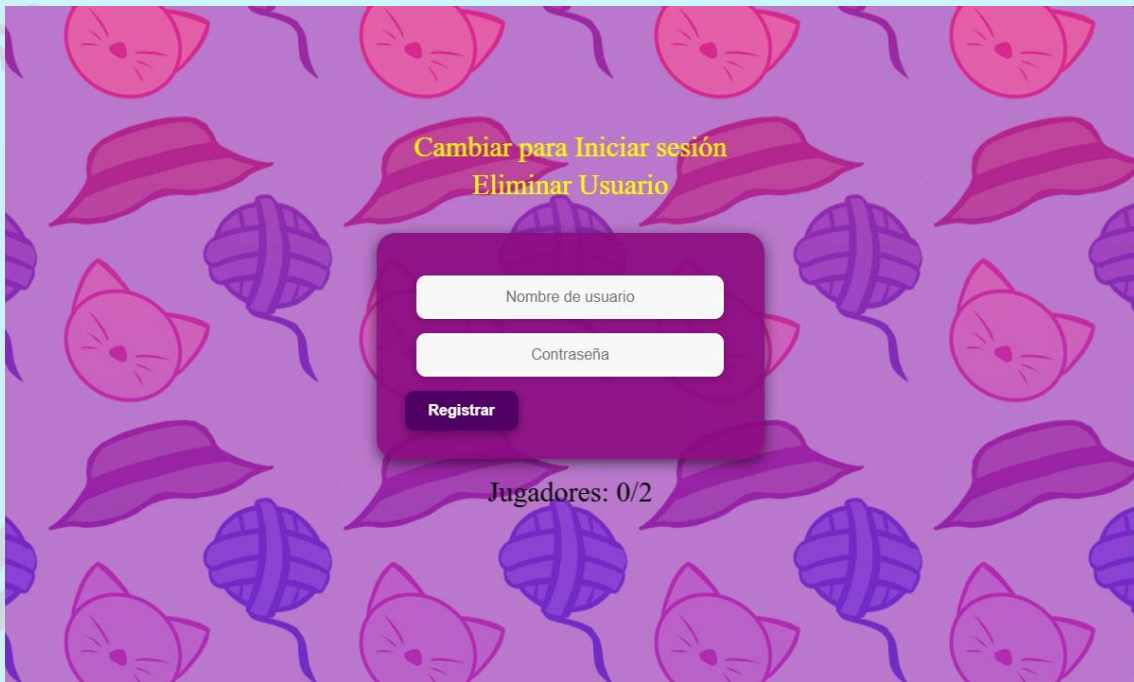 Cambiar para Iniciar sesión
Eliminar Usuario
Nombre de usuario
Contraseña
Registrar
Jugadores: 0/2